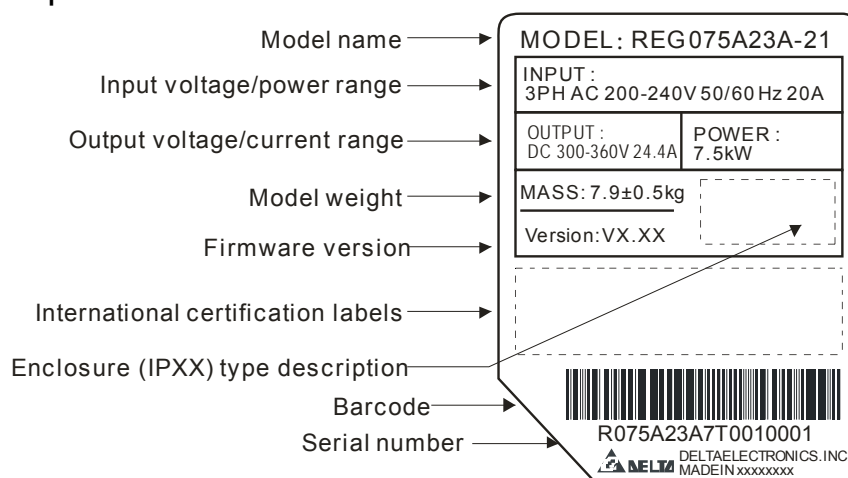 Model name
MODEL: REG075A23A-21
Input voltage/power range
INPUT :
3PH AC 200-240V 50/60 Hz 20A
Output voltage/current range
OUTPUT :
DC 300-360V 24.4A
POWER :
7.5kW
Model weight
MASS: 7.9±0.5kg
Firmware version
Version: VX.XX
International certification labels
Enclosure (IPXX) type description
Barcode
Serial number
R075A23A7T0010001
DELTA
DELTAELECTRONICS.INC
MADEIN xxxxxxxx